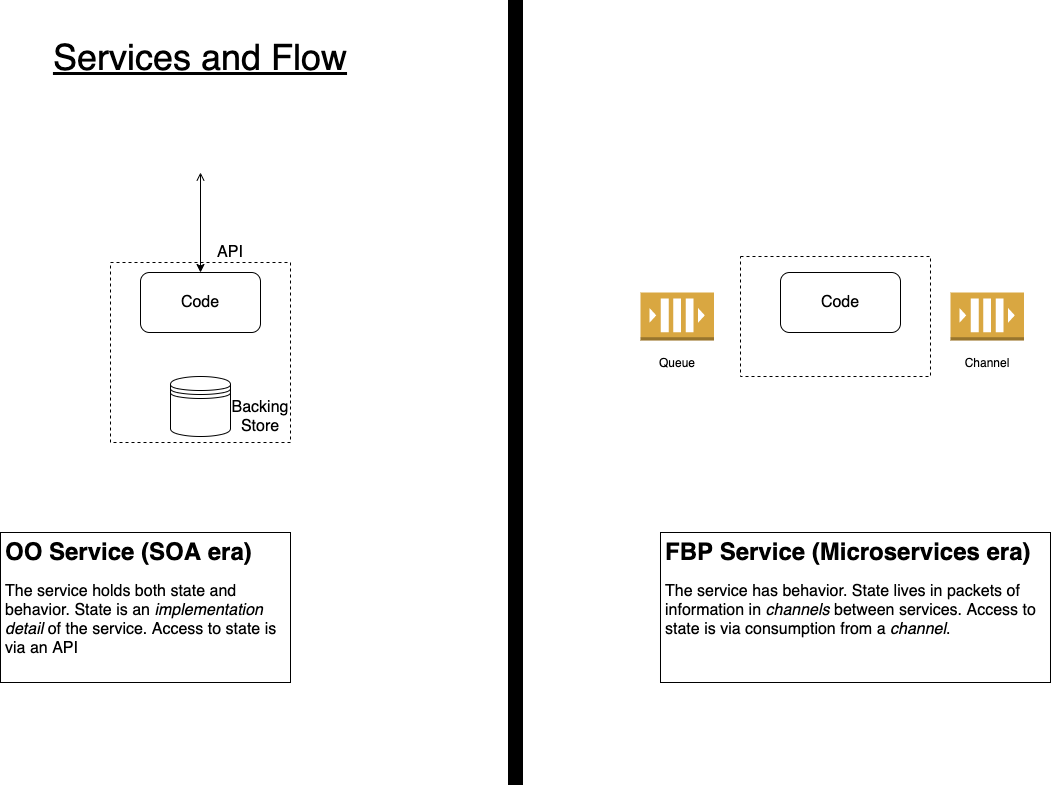 Services and Flow
API
Code
Backing
Store
OO Service (SOA era)
The service holds both state and
behavior. State is an implementation
detail of the service. Access to state is
via an API
Code
Queue
Channel
FBP Service (Microservices era)
The service has behavior. State lives in packets of
information in channels between services. Access to
state is via consumption from a channel.